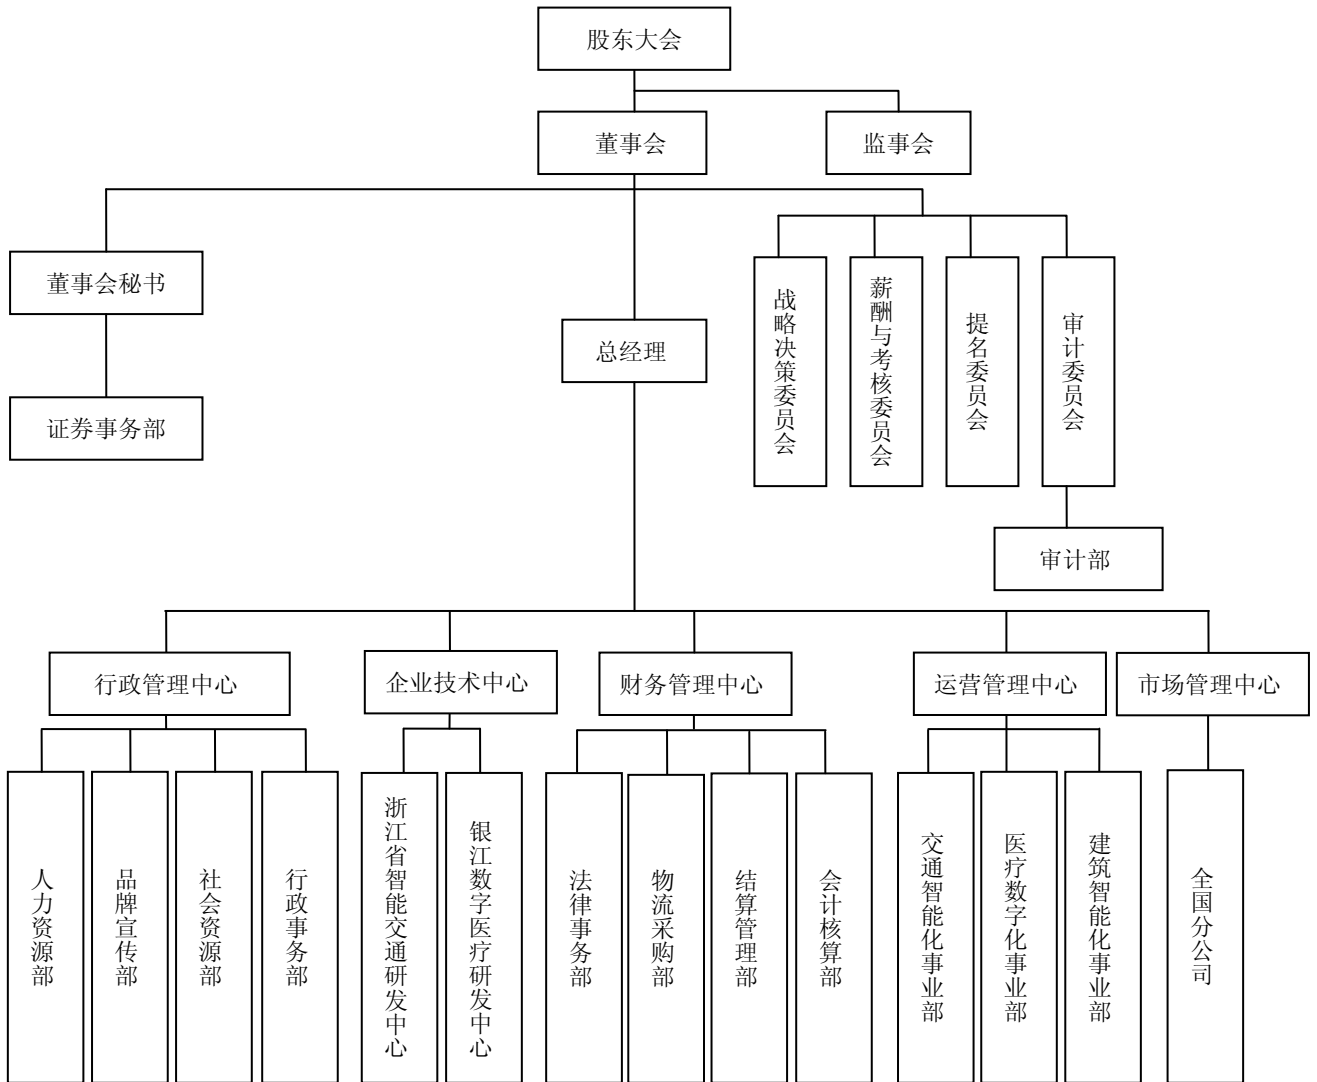 股东大会
董事会
监事会
董事会秘书
总经理
战略决策委员会
薪酬与考核委员会
提名委员会
审计委员会
证券事务部
审计部
行政管理中心
企业技术中心
财务管理中心
运营管理中心
市场管理中心
人力资源部
品牌宣传部
社会资源部
行政事务部
浙江省智能交通研发中心
银江数字医疗研发中心
法律事务部
物流采购部
结算管理部
会计核算部
交通智能化事业部
医疗数字化事业部
建筑智能化事业部
全国分公司